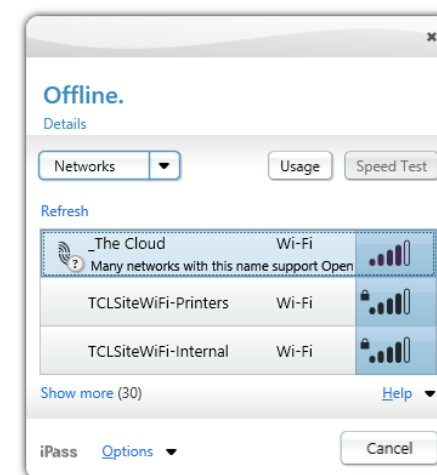 Offline.
Details
Networks Usage Speed Test
Refresh
_The Cloud Wi-Fi
? Many networks with this name support Open
TCLSiteWiFi-Printers Wi-Fi
TCLSiteWiFi-Internal Wi-Fi
Show more (30) Help
iPass Options Cancel